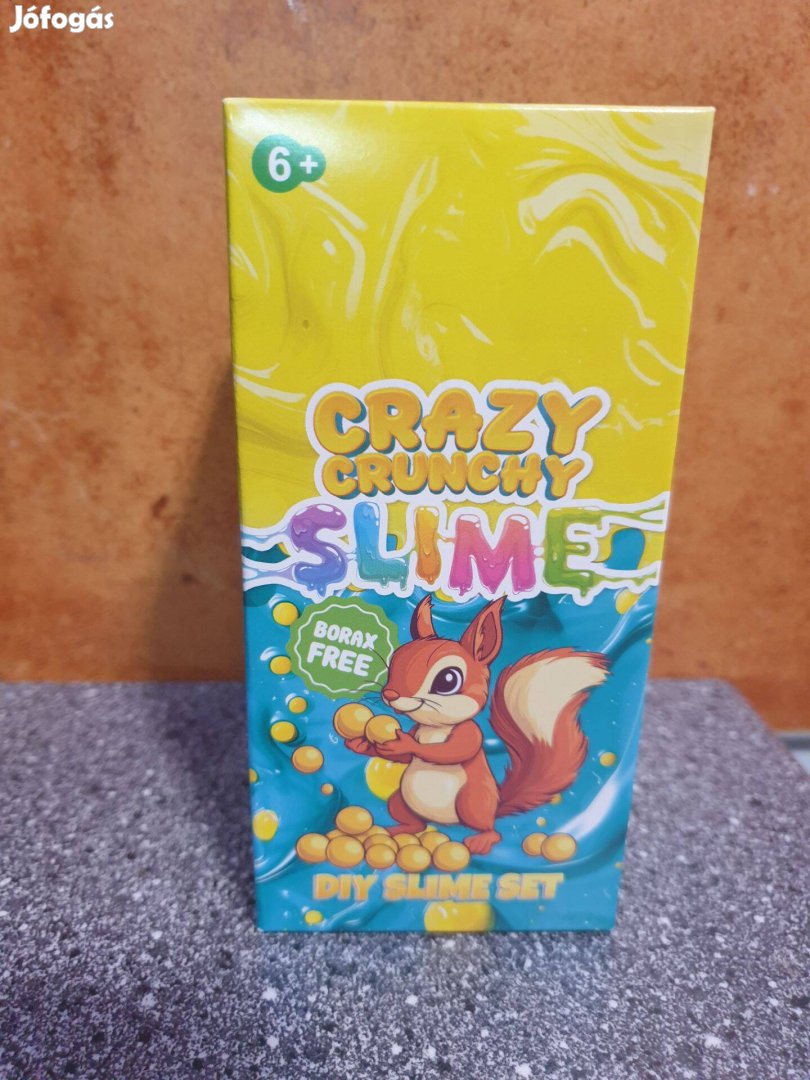 Jófogás
6+
CRAZY
CRUNCHY
SLIME
BORAX
FREE
DIY SLIME SET